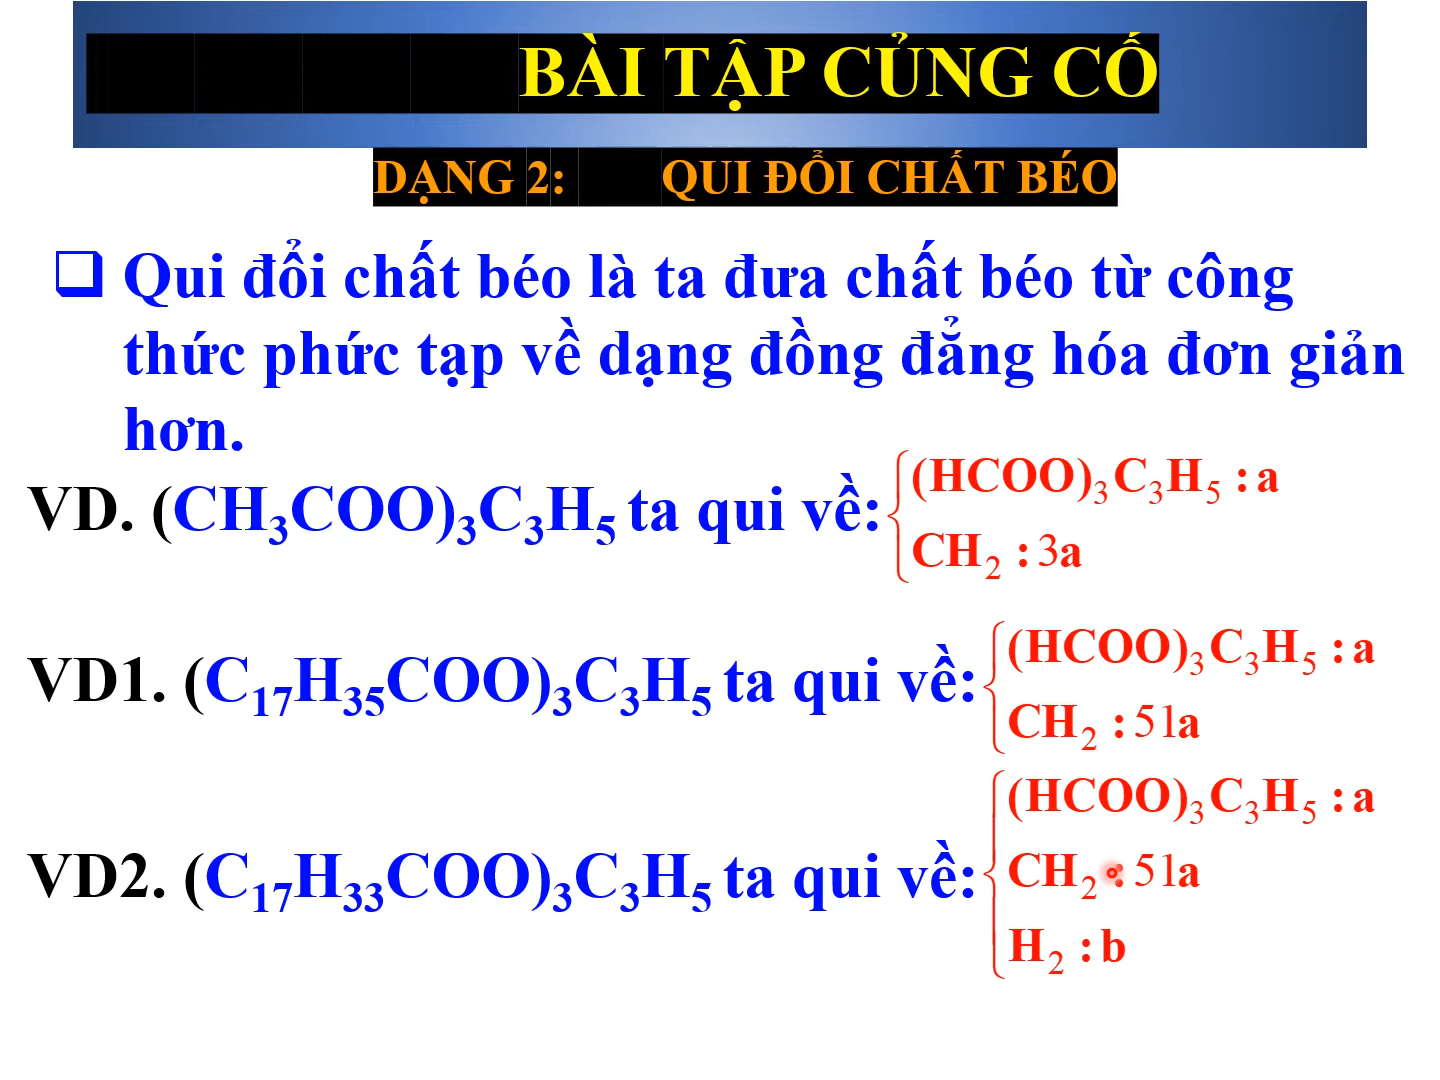 BÀI TẬP CỦNG CỐ
DẠNG 2: QUI ĐỔI CHẤT BÉO
❑ Qui đổi chất béo là ta đưa chất béo từ công
thức phức tạp về dạng đồng đẳng hóa đơn giản
hơn.
VD. (CH₃COO)₃C₃H₅ ta qui về:
(HCOO)₃C₃H₅ : a
CH₂ : 3a
VD1. (C₁₇H₃₅COO)₃C₃H₅ ta qui về:
(HCOO)₃C₃H₅ : a
CH₂ : 51a
VD2. (C₁₇H₃₃COO)₃C₃H₅ ta qui về:
(HCOO)₃C₃H₅ : a
CH₂ : 51a
H₂ : b